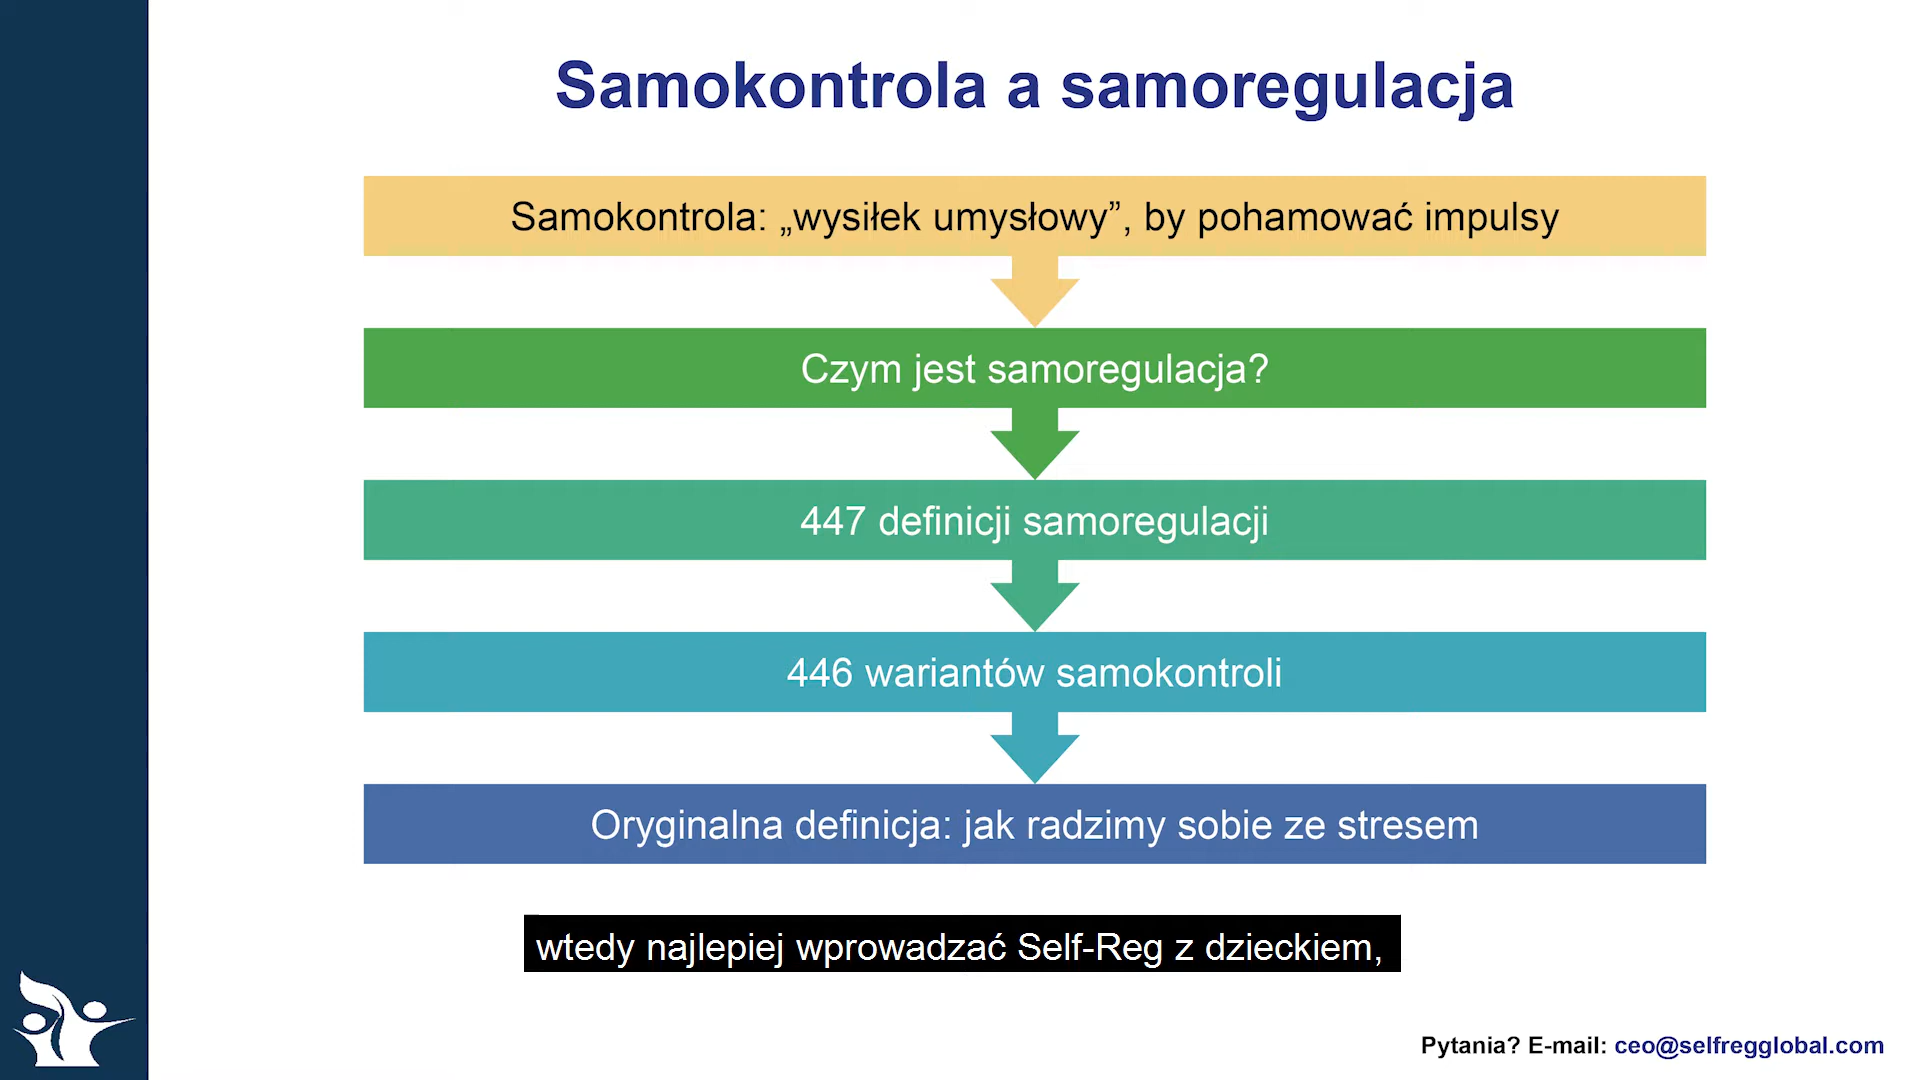 Samokontrola a samoregulacja
Samokontrola: „wysiłek umysłowy”, by pohamować impulsy
Czym jest samoregulacja?
447 definicji samoregulacji
446 wariantów samokontroli
Oryginalna definicja: jak radzimy sobie ze stresem
wtedy najlepiej wprowadzać Self-Reg z dzieckiem,
Pytania? E-mail: ceo@selfregglobal.com